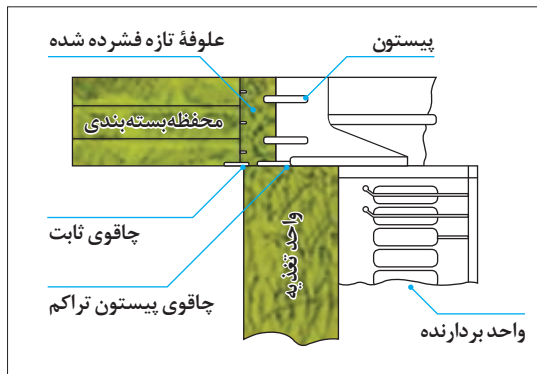 پیستون
علوفهٔ تازه فشرده شده
محفظه بسته‌بندی
چاقوی ثابت
واحد تغذیه
چاقوی پیستون تراکم
واحد بردارنده